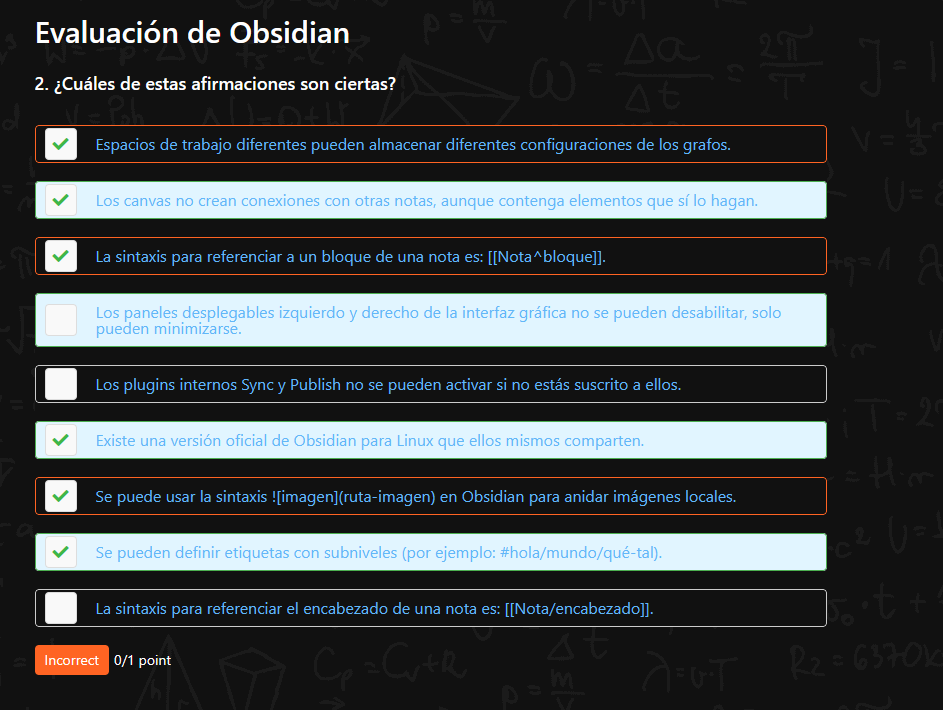 Evaluación de Obsidian
2. ¿Cuáles de estas afirmaciones son ciertas?
Espacios de trabajo diferentes pueden almacenar diferentes configuraciones de los grafos.
Los canvas no crean conexiones con otras notas, aunque contenga elementos que sí lo hagan.
La sintaxis para referenciar a un bloque de una nota es: [[Nota^bloque]].
Los paneles desplegables izquierdo y derecho de la interfaz gráfica no se pueden desabilitar, solo
pueden minimizarse.
Los plugins internos Sync y Publish no se pueden activar si no estás suscrito a ellos.
Existe una versión oficial de Obsidian para Linux que ellos mismos comparten.
Se puede usar la sintaxis ![imagen](ruta-imagen) en Obsidian para anidar imágenes locales.
Se pueden definir etiquetas con subniveles (por ejemplo: #hola/mundo/qué-tal).
La sintaxis para referenciar el encabezado de una nota es: [[Nota/encabezado]].
Incorrect 0/1 point